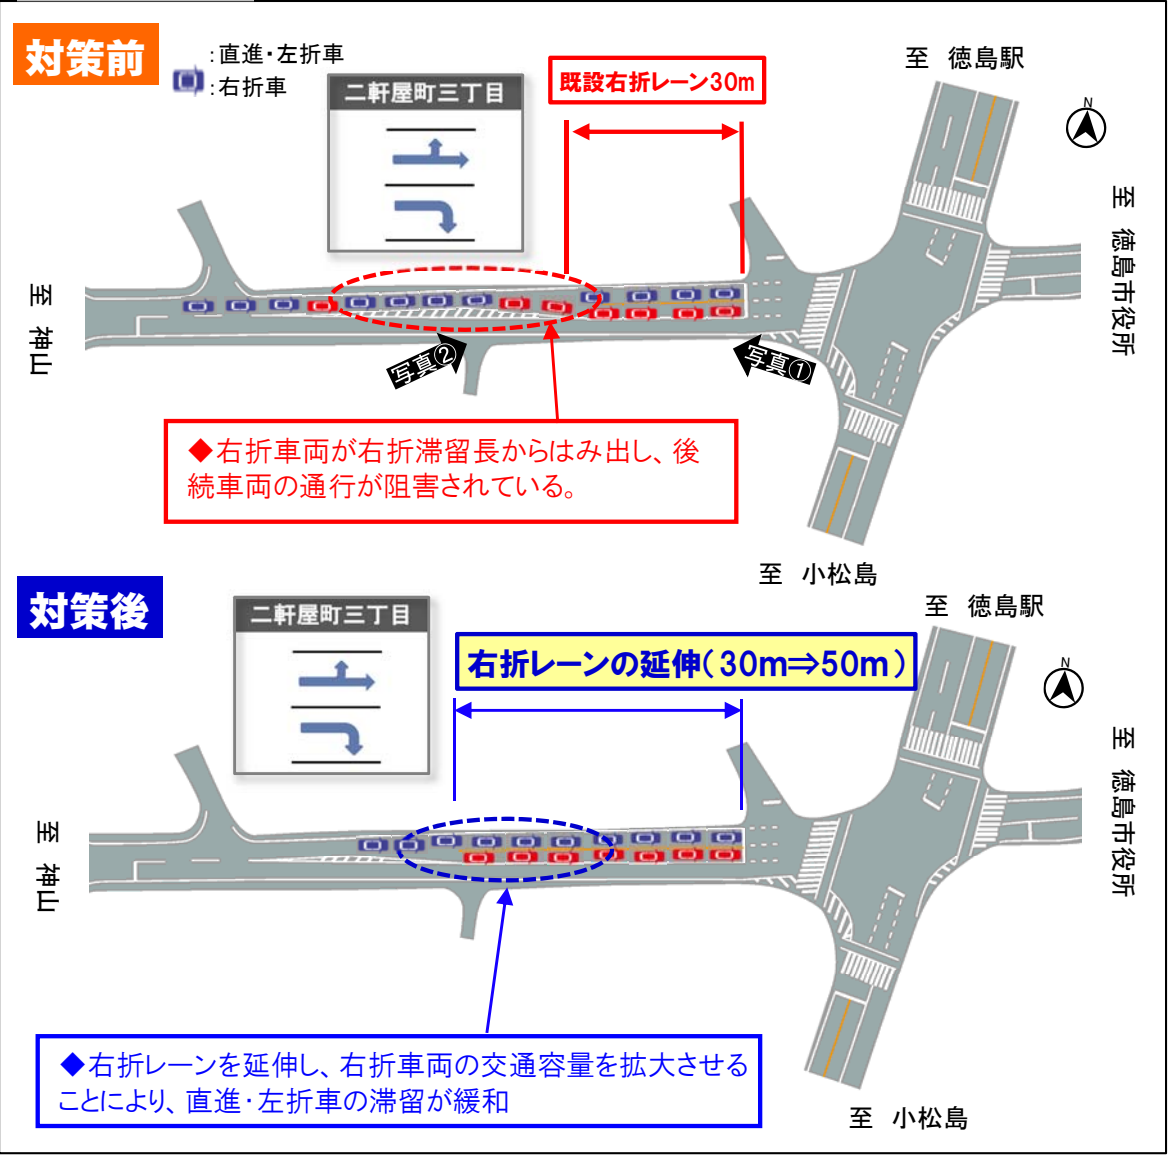 対策前
:直進・左折車
:右折車
二軒屋町三丁目
既設右折レーン30m
至 徳島駅
N
至 徳島市役所
至 神山
写真②
写真①
◆右折車両が右折滞留長からはみ出し、後
続車両の通行が阻害されている。
至 小松島
対策後
二軒屋町三丁目
右折レーンの延伸(30m⇒50m)
至 徳島駅
N
至 徳島市役所
至 神山
◆右折レーンを延伸し、右折車両の交通容量を拡大させる
ことにより、直進・左折車の滞留が緩和
至 小松島